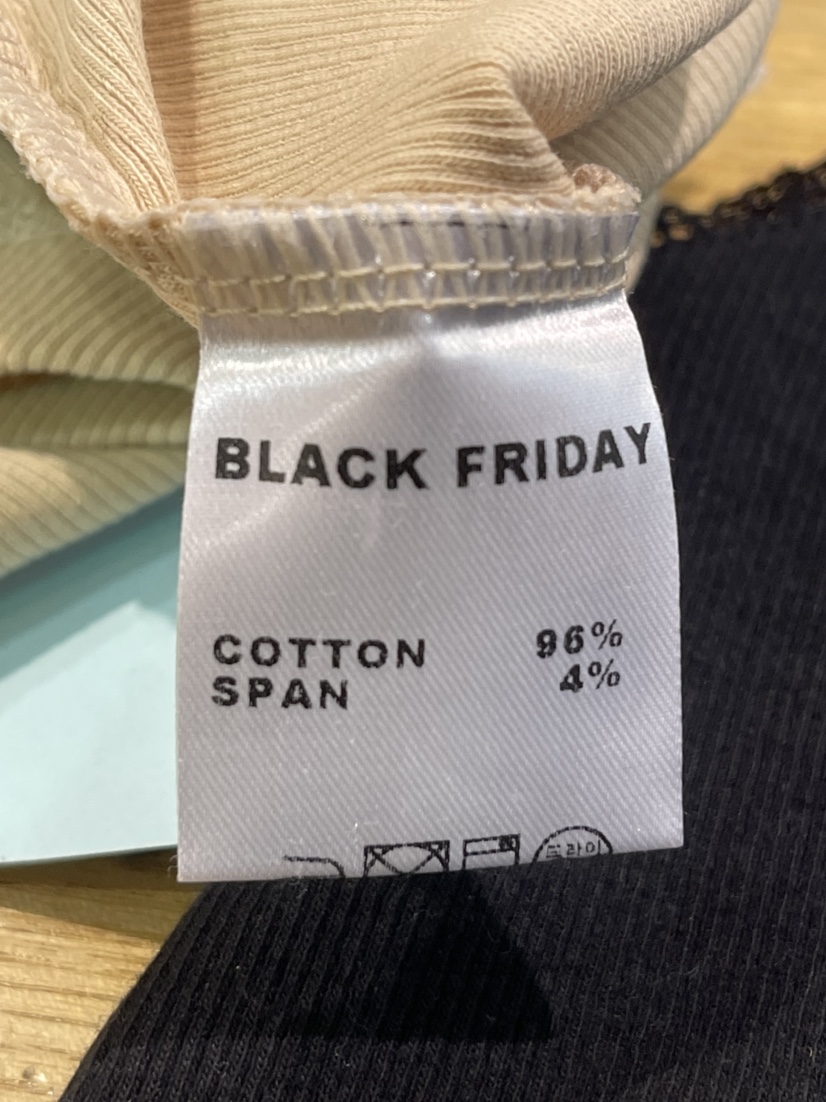 BLACK FRIDAY
COTTON 96%
SPAN 4%
드라이